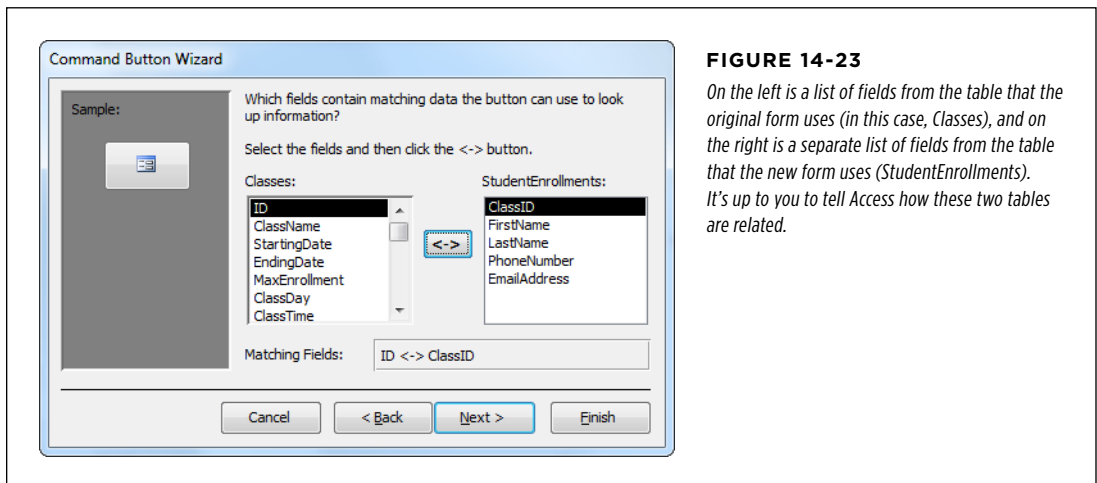 Command Button Wizard
Sample:
Which fields contain matching data the button can use to look
up information?
Select the fields and then click the <-> button.
Classes:
ID
ClassName
StartingDate
EndingDate
MaxEnrollment
ClassDay
ClassTime
<->
StudentEnrollments:
ClassID
FirstName
LastName
PhoneNumber
EmailAddress
Matching Fields:
ID <-> ClassID
Cancel
< Back
Next >
Finish
FIGURE 14-23
On the left is a list of fields from the table that the
original form uses (in this case, Classes), and on
the right is a separate list of fields from the table
that the new form uses (StudentEnrollments).
It's up to you to tell Access how these two tables
are related.